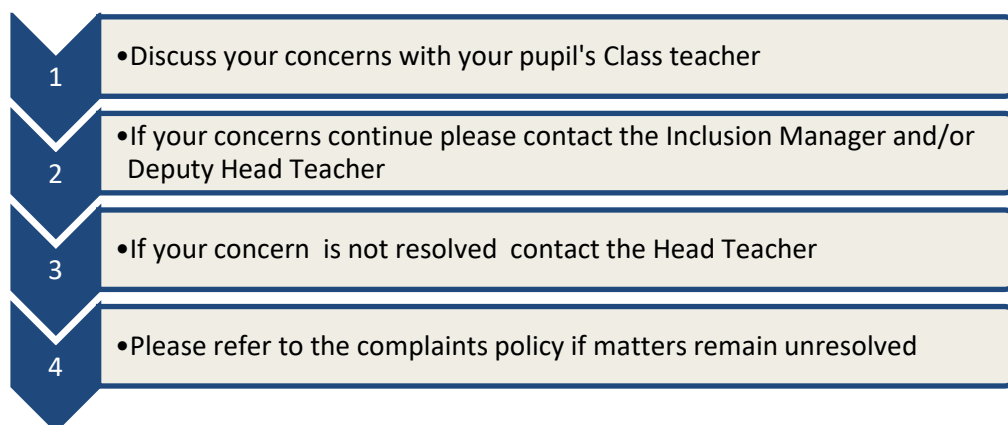 1
•Discuss your concerns with your pupil's Class teacher
2
•If your concerns continue please contact the Inclusion Manager and/or
Deputy Head Teacher
3
•If your concern  is not resolved  contact the Head Teacher
4
•Please refer to the complaints policy if matters remain unresolved